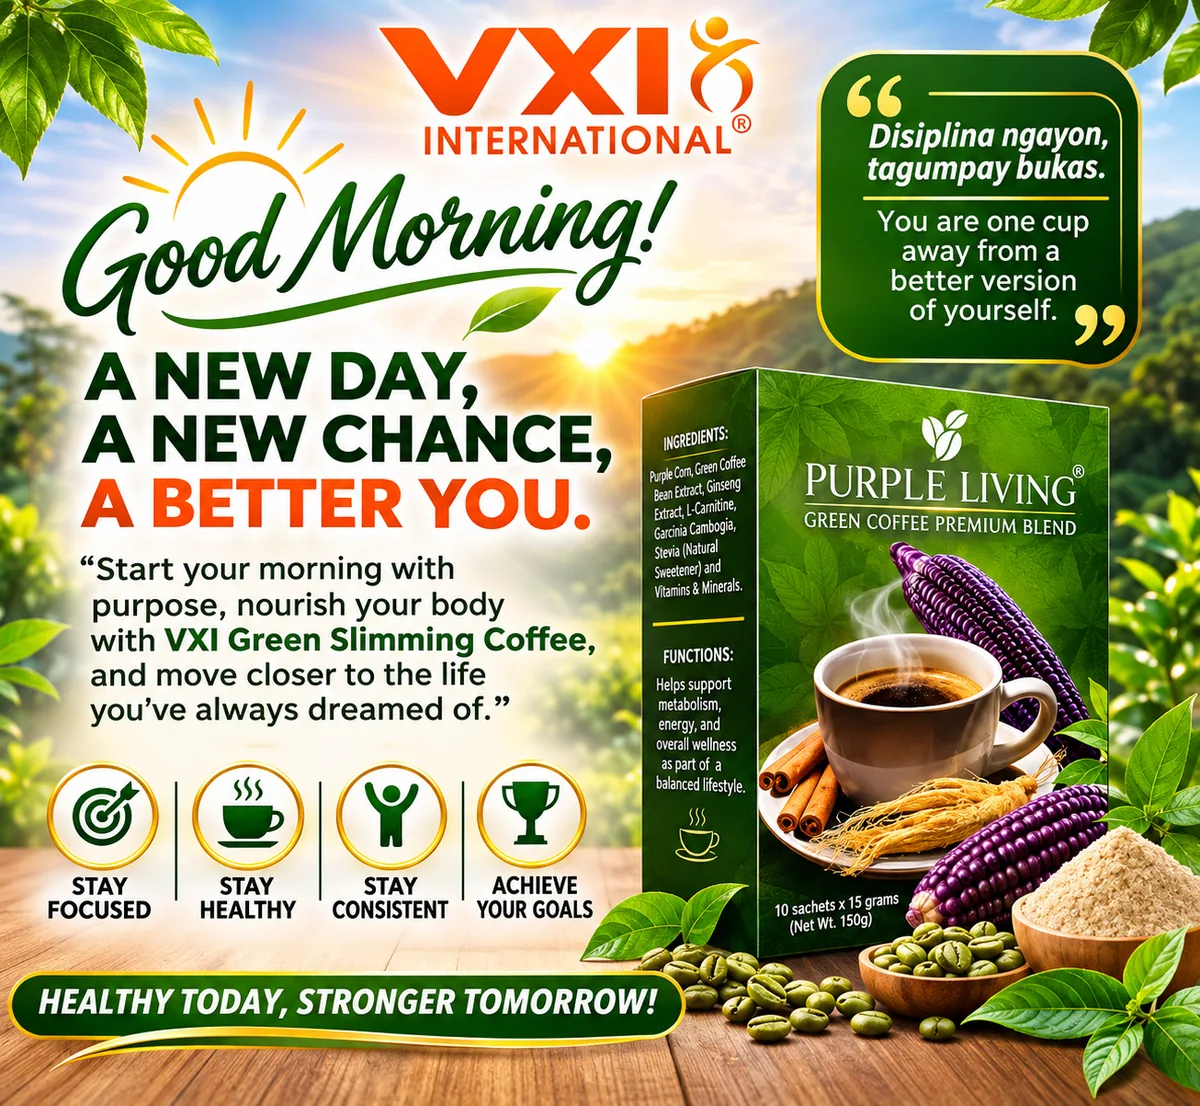 VXI
INTERNATIONAL®
Good Morning!
A NEW DAY,
A NEW CHANCE,
A BETTER YOU.
“Start your morning with
purpose, nourish your body
with VXI Green Slimming Coffee,
and move closer to the life
you’ve always dreamed of.”
STAY
FOCUSED
STAY
HEALTHY
STAY
CONSISTENT
ACHIEVE
YOUR GOALS
HEALTHY TODAY, STRONGER TOMORROW!
“Disiplina ngayon,
tagumpay bukas.
You are one cup
away from a
better version
of yourself.”
INGREDIENTS:
Purple Corn, Green Coffee
Bean Extract, Ginseng
Extract, L-Carnitine,
Garcinia Cambogia,
Stevia (Natural
Sweetener) and
Vitamins & Minerals.
FUNCTIONS:
Helps support
metabolism,
energy, and
overall wellness
as part of a
balanced lifestyle.
PURPLE LIVING®
GREEN COFFEE PREMIUM BLEND
10 sachets x 15 grams
(Net Wt. 150g)